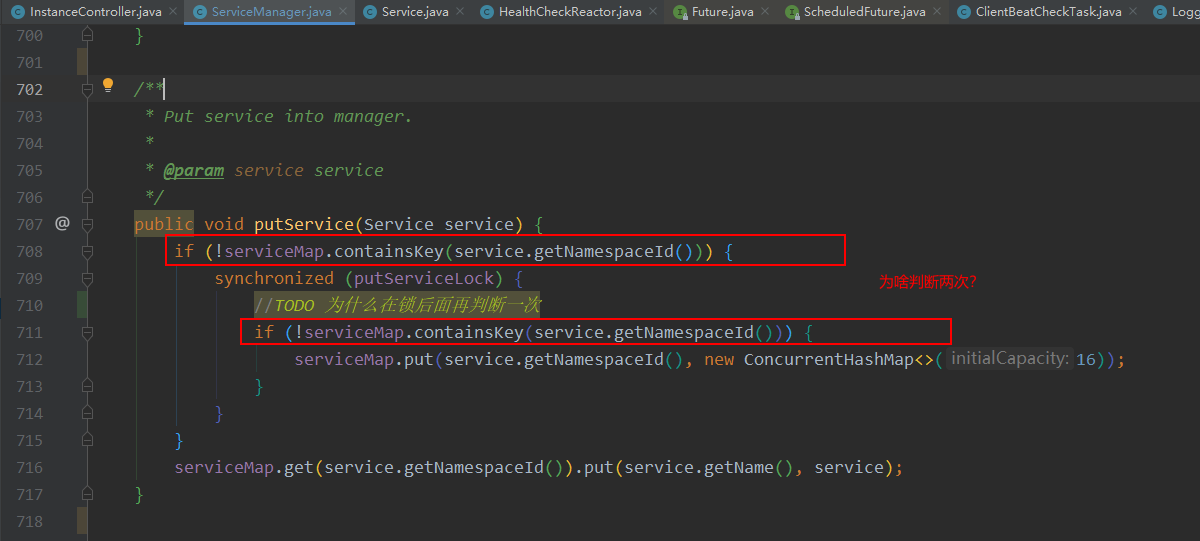 InstanceController.java ServiceManager.java Service.java HealthCheckReactor.java Future.java ScheduledFuture.java ClientBeatCheckTask.java Logg
700 }
701
702 /**
703 * Put service into manager.
704 *
705 * @param service service
706 */
707 @ public void putService(Service service) {
708 if (!serviceMap.containsKey(service.getNamespaceId())) {
709 synchronized (putServiceLock) {
为啥判断两次?
710 //TODO 为什么在锁后面再判断一次
711 if (!serviceMap.containsKey(service.getNamespaceId())) {
712 serviceMap.put(service.getNamespaceId(), new ConcurrentHashMap<>( initialCapacity: 16));
713 }
714 }
715 }
716 serviceMap.get(service.getNamespaceId()).put(service.getName(), service);
717 }
718